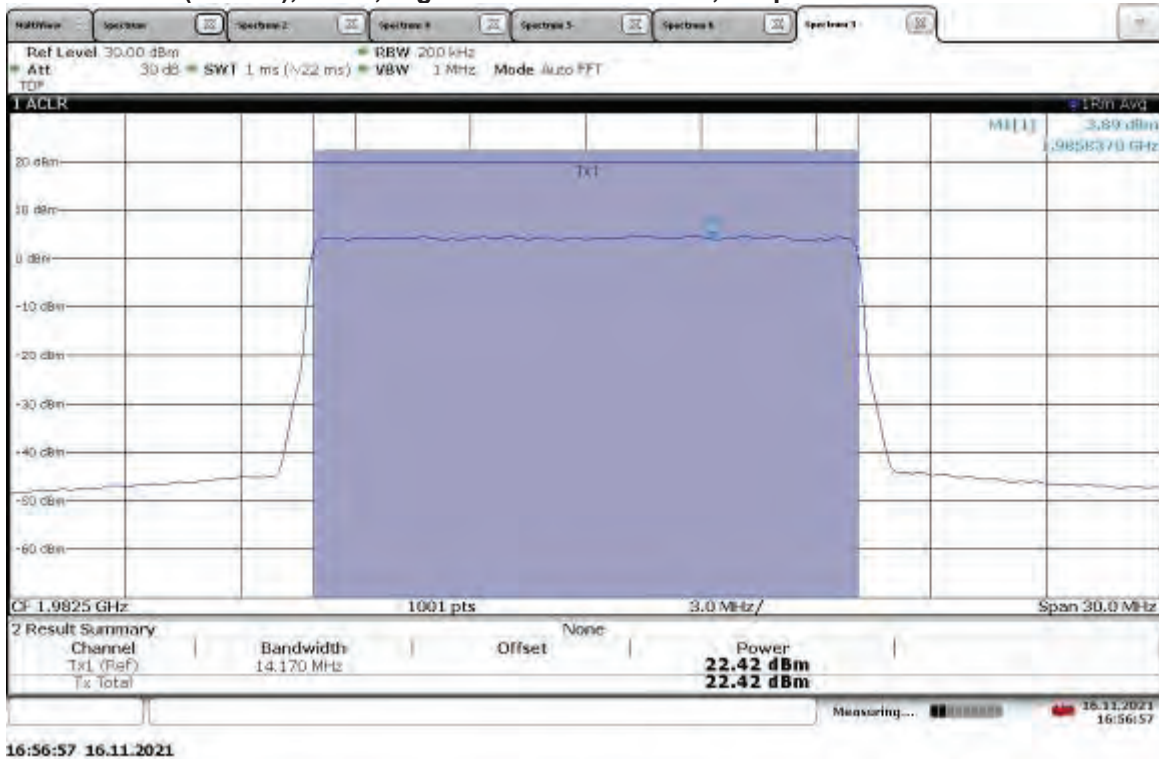 MultiView Spectrum Spectrum 2 Spectrum 4 Spectrum 5 Spectrum 6 Spectrum 3
Ref Level 30.00 dBm RBW 200 kHz
Att 30 dB SWT 1 ms (~22 ms) VBW 1 MHz Mode Auto FFT
TDF
1 ACLR 1Rm Avg
M1[1] 3.89 dBm
1.9858370 GHz
20 dBm
Tx1
10 dBm
0 dBm
-10 dBm
-20 dBm
-30 dBm
-40 dBm
-50 dBm
-60 dBm
CF 1.9825 GHz 1001 pts 3.0 MHz/ Span 30.0 MHz
2 Result Summary None
Channel Bandwidth Offset Power
Tx1 (Ref) 14.170 MHz 22.42 dBm
Tx Total 22.42 dBm
Measuring... 16.11.2021
16:56:57
16:56:57 16.11.2021